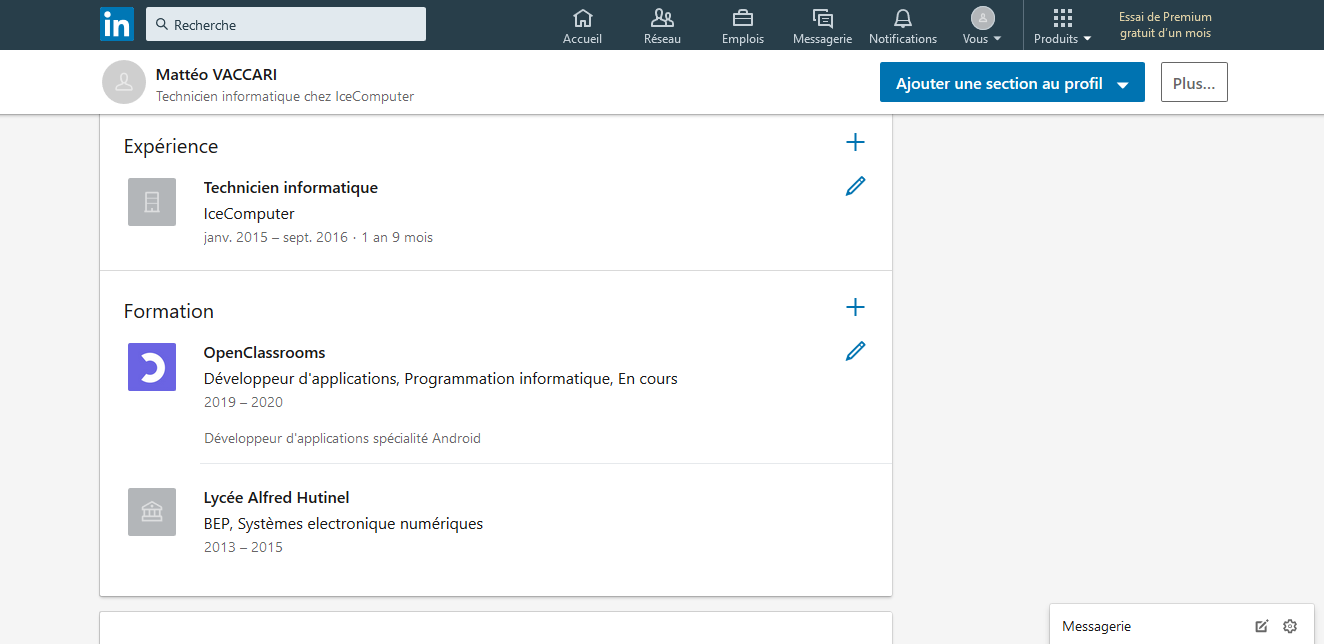 in
Recherche
Accueil
Réseau
Emplois
Messagerie
Notifications
Vous
Produits
Essai de Premium
gratuit d'un mois
Mattéo VACCARI
Technicien informatique chez IceComputer
Ajouter une section au profil
Plus...
Expérience
Technicien informatique
IceComputer
janv. 2015 – sept. 2016 · 1 an 9 mois
Formation
OpenClassrooms
Développeur d'applications, Programmation informatique, En cours
2019 – 2020
Développeur d'applications spécialité Android
Lycée Alfred Hutinel
BEP, Systèmes electronique numériques
2013 – 2015
Messagerie